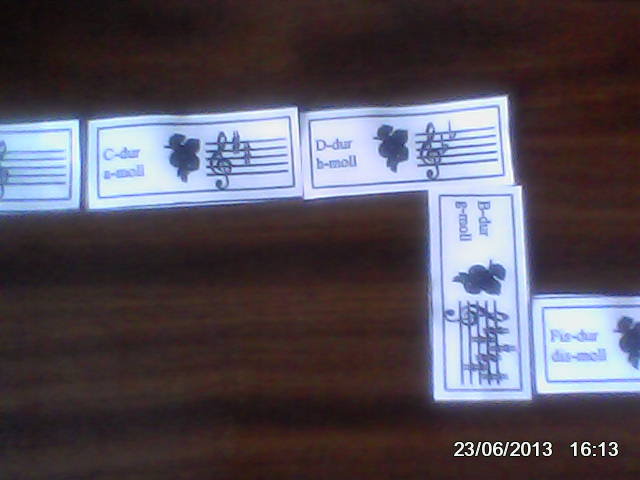 C-dur
a-moll
D-dur
h-moll
B-dur
g-moll
Fis-dur
dis-moll
23/06/2013 16:13